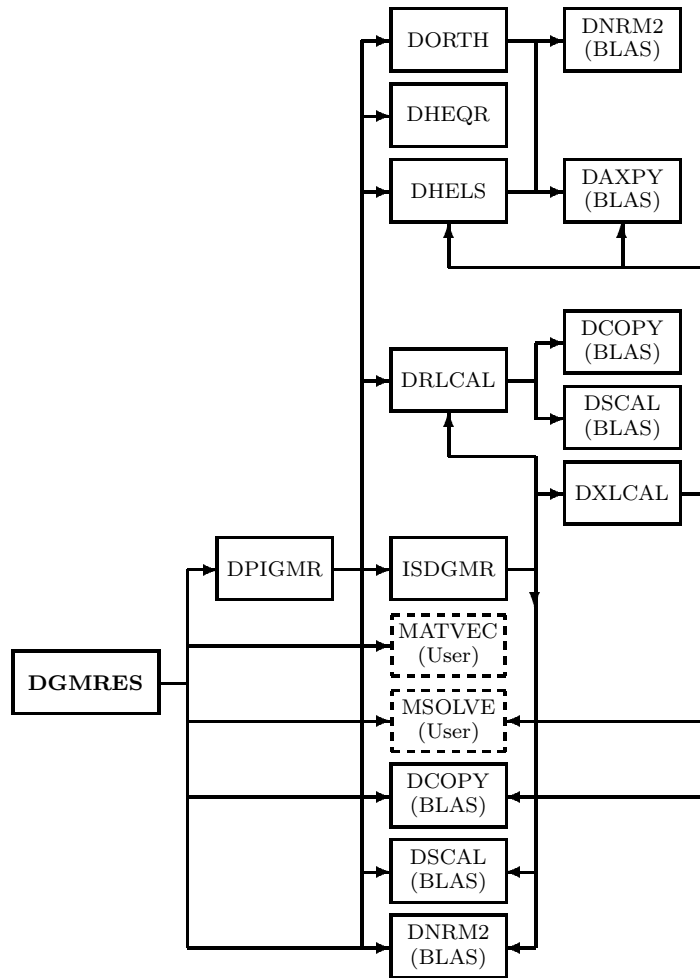 DORTH
DNRM2
(BLAS)
DHEQR
DHELS
DAXPY
(BLAS)
DCOPY
(BLAS)
DRLCAL
DSCAL
(BLAS)
DXLCAL
DPIGMR
ISDGMR
MATVEC
(User)
DGMRES
MSOLVE
(User)
DCOPY
(BLAS)
DSCAL
(BLAS)
DNRM2
(BLAS)